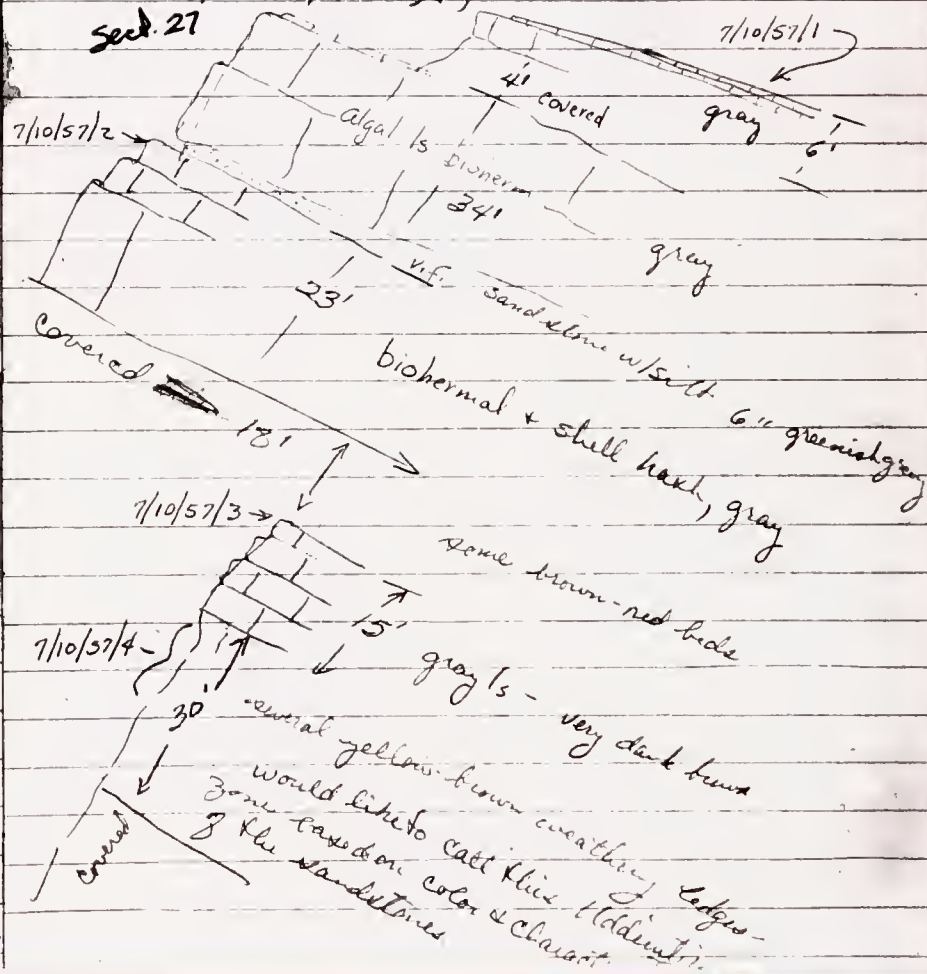 Sect. 27
7/10/57/1
4' covered
gray
6'
7/10/57/2
Algal ls bioherm
34'
gray
v.f. sandstone w/silt 6" greenish gray
23'
biohermal & shell hash, gray
covered
18'
7/10/57/3
some brown-red beds
15'
gray ls - very dark brown
7/10/57/4
30'
several yellow-brown weathering ledges-
would like to call this
zone based on color & charact.
of the sandstones
covered